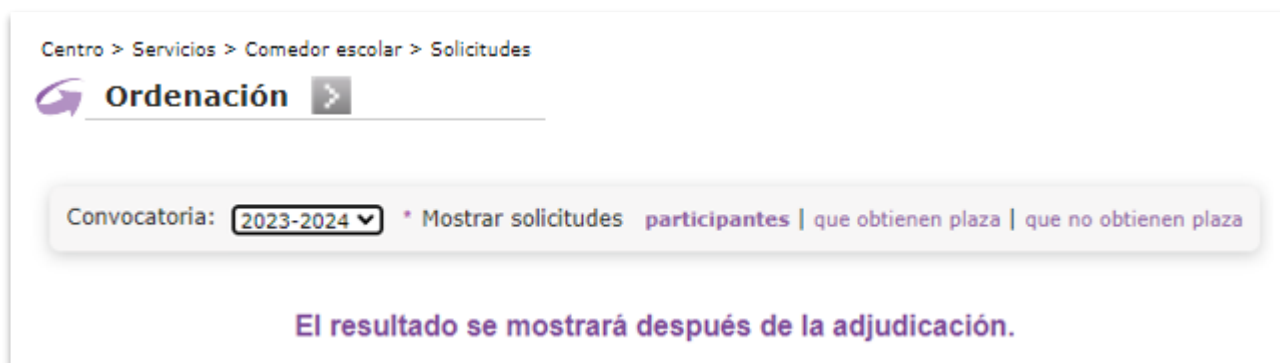 Centro > Servicios > Comedor escolar > Solicitudes
Ordenación >
Convocatoria: 2023-2024 * Mostrar solicitudes participantes | que obtienen plaza | que no obtienen plaza
El resultado se mostrará después de la adjudicación.